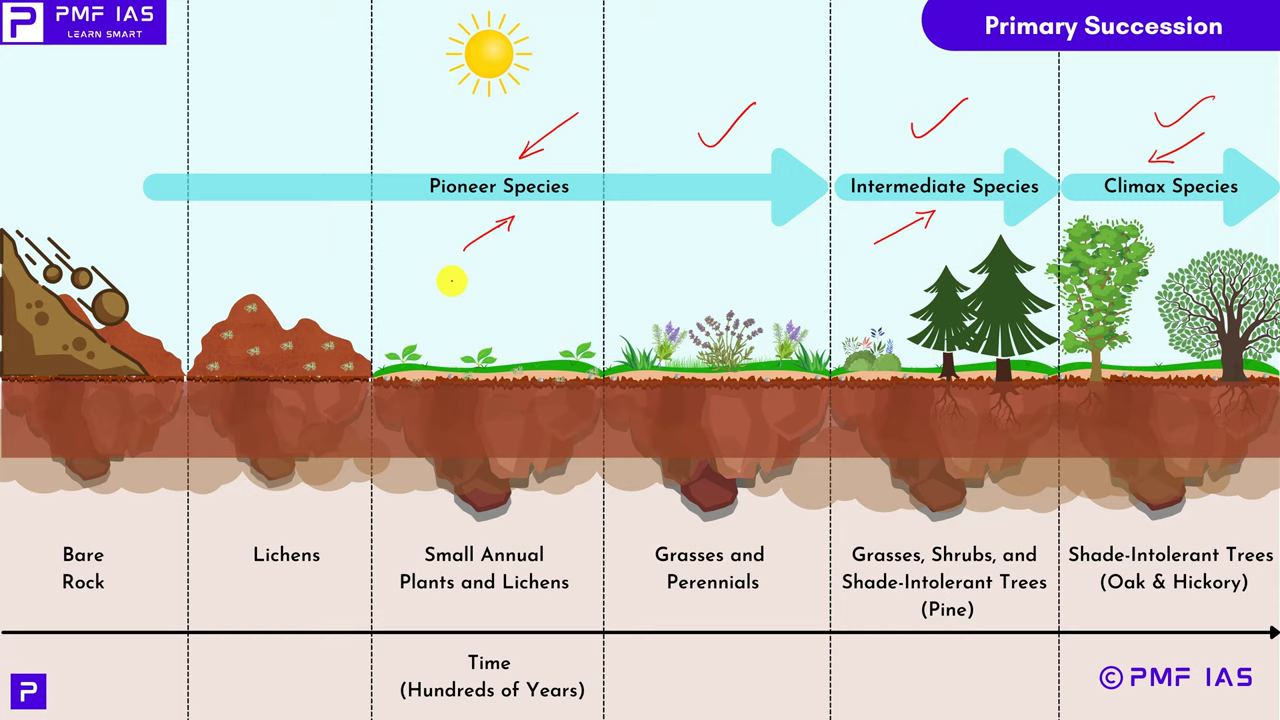 PMF IAS
LEARN SMART
Primary Succession
Pioneer Species
Intermediate Species
Climax Species
Bare
Rock
Lichens
Small Annual
Plants and Lichens
Grasses and
Perennials
Grasses, Shrubs, and
Shade-Intolerant Trees
(Pine)
Shade-Intolerant Trees
(Oak & Hickory)
Time
(Hundreds of Years)
P
© PMF IAS